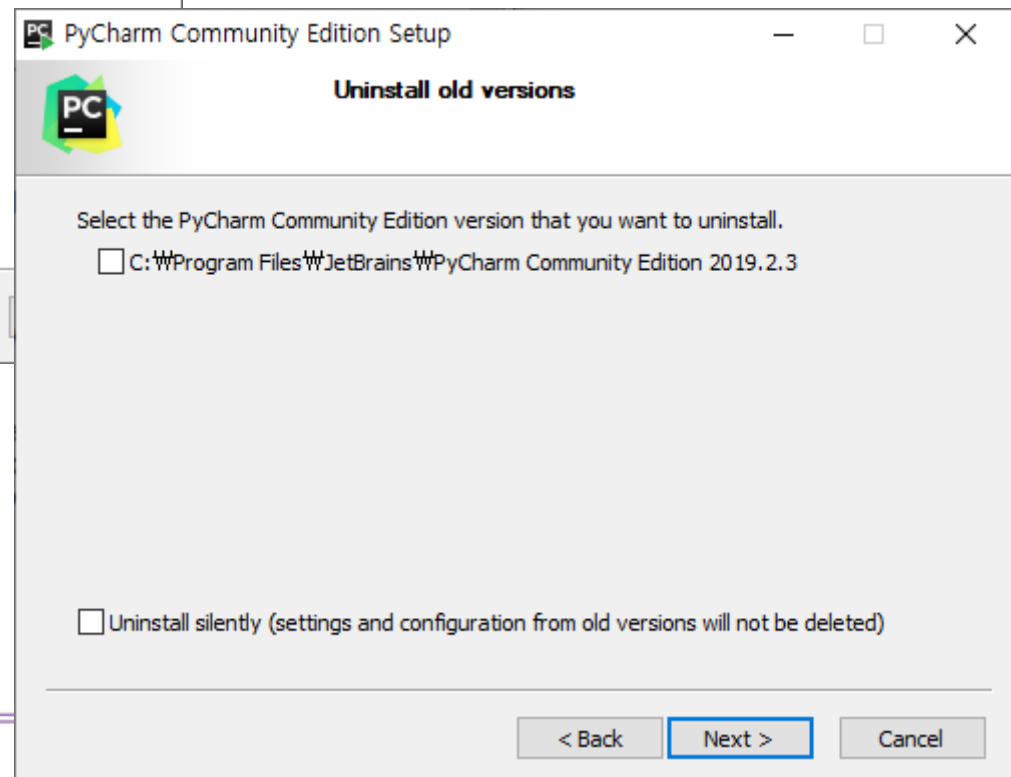 PyCharm Community Edition Setup
Uninstall old versions
PC
Select the PyCharm Community Edition version that you want to uninstall.
C:₩Program Files₩JetBrains₩PyCharm Community Edition 2019.2.3
Uninstall silently (settings and configuration from old versions will not be deleted)
< Back
Next >
Cancel